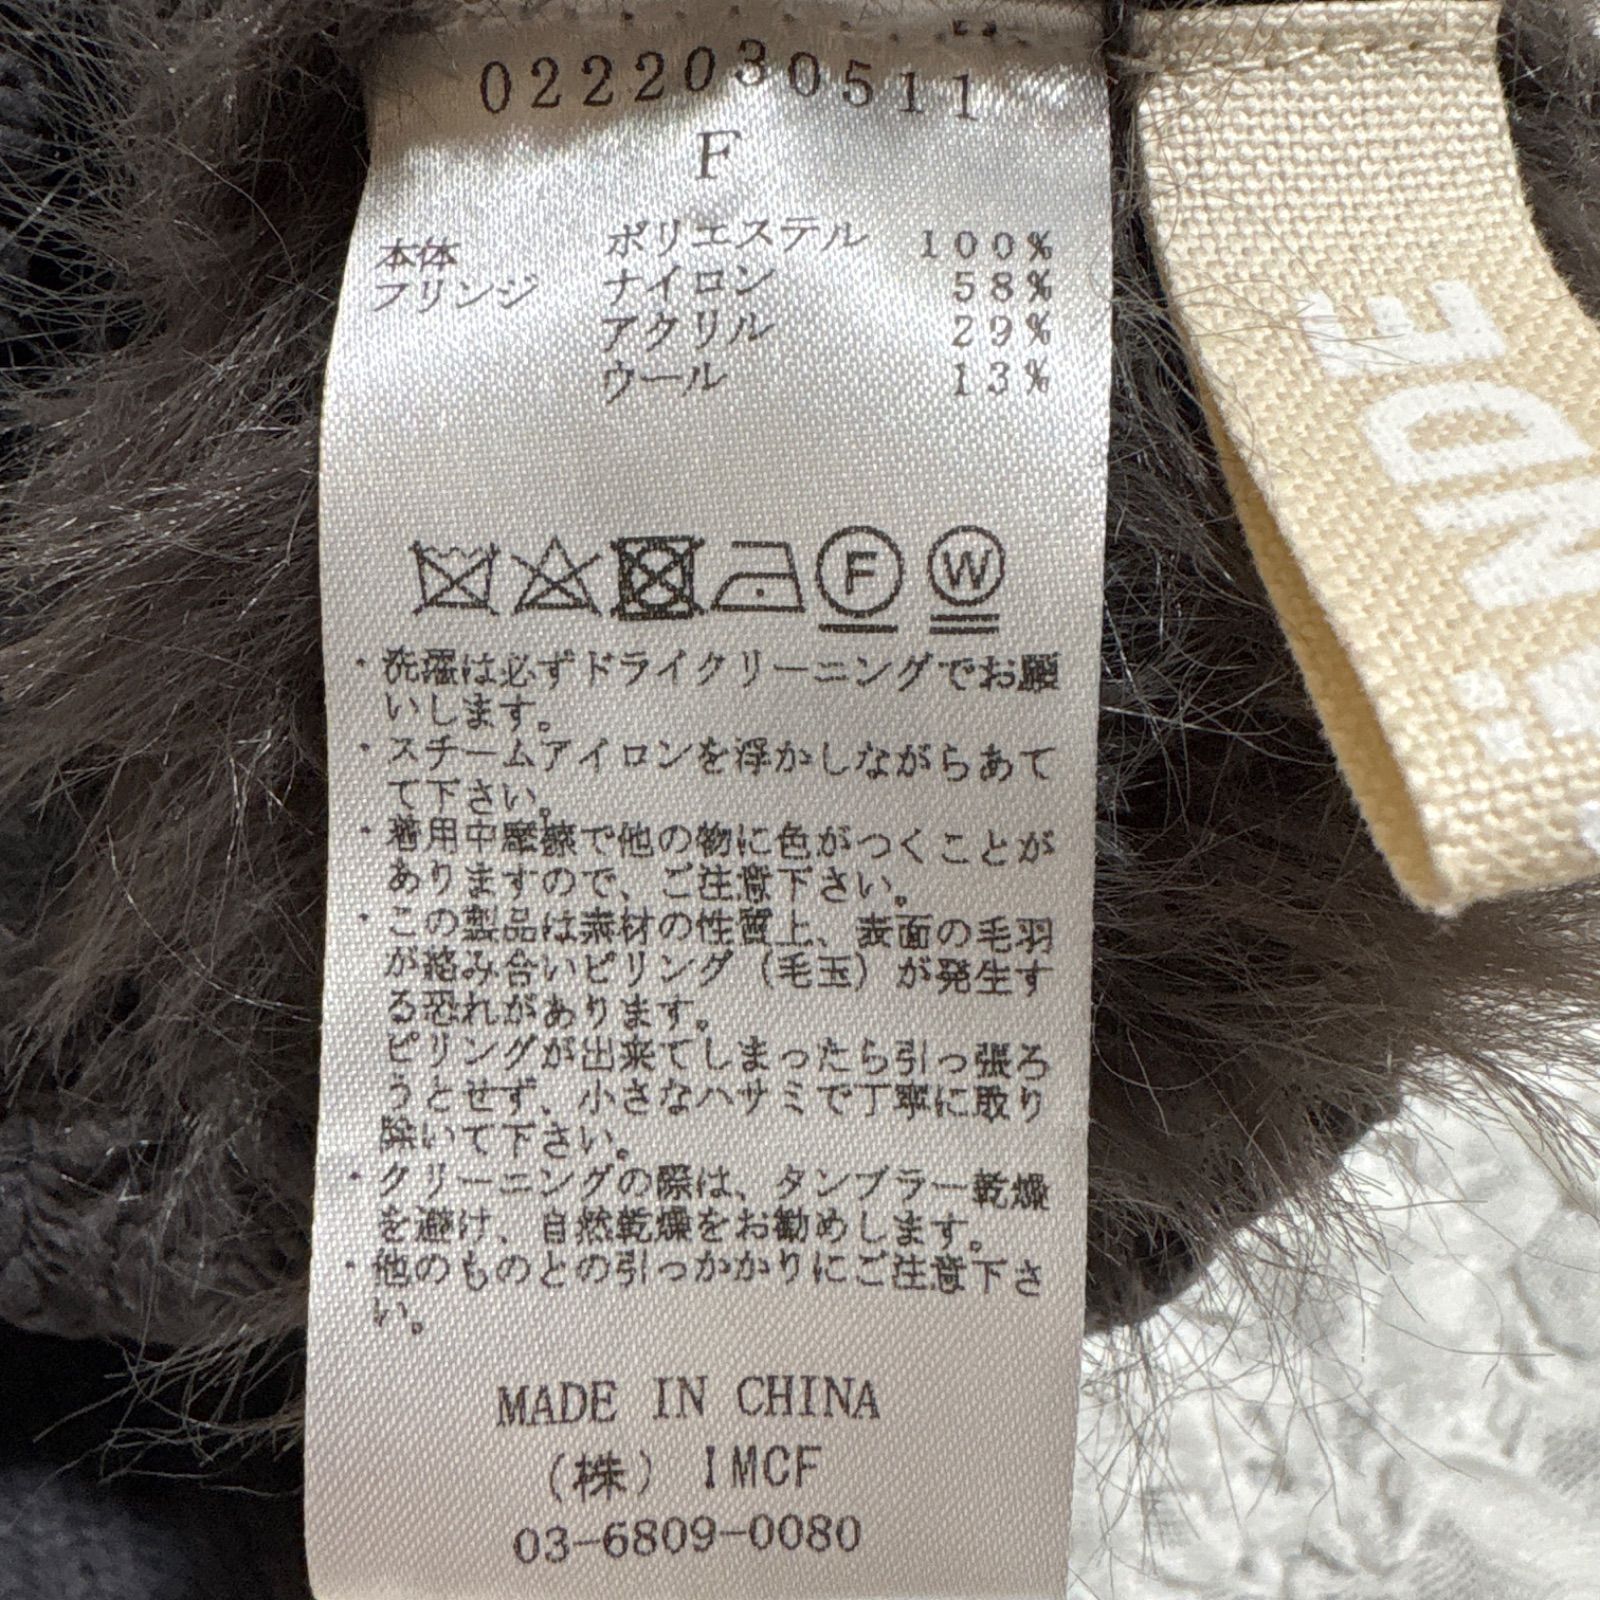 0222030511
F
本体 ポリエステル 100%
フリンジ ナイロン 58%
アクリル 29%
ウール 13%
F
W
・洗濯は必ずドライクリーニングでお願
いします。
・スチームアイロンを浮かしながらあて
て下さい。
・着用中摩擦で他の物に色がつくことが
ありますので、ご注意下さい。
・この製品は素材の性質上、表面の毛羽
が絡み合いピリング（毛玉）が発生す
る恐れがあります。
ピリングが出来てしまったら引っ張ろ
うとせず、小さなハサミで丁寧に取り
除いて下さい。
・クリーニングの際は、タンブラー乾燥
を避け、自然乾燥をお勧めします。
・他のものとの引っかかりにご注意下さ
い。
MADE IN CHINA
（株） IMCF
03-6809-0080